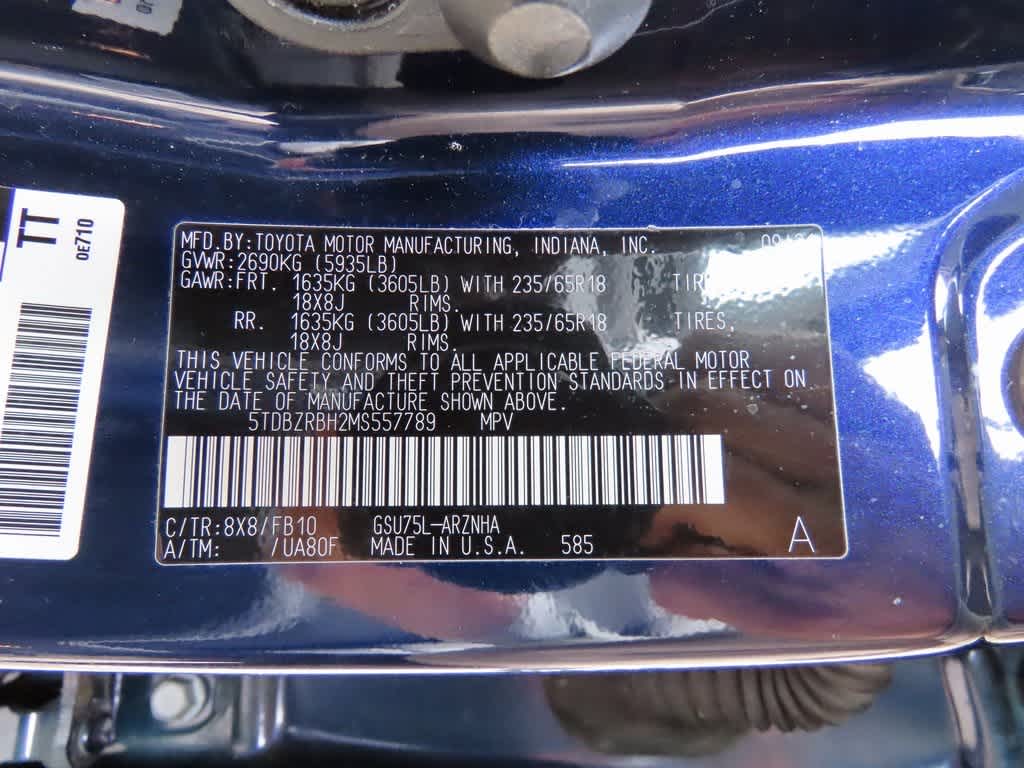 TT
0E710
MFD.BY:TOYOTA MOTOR MANUFACTURING, INDIANA, INC.
GVWR:2690KG (5935LB)
GAWR:FRT. 1635KG (3605LB) WITH 235/65R18
18X8J RIMS.
RR. 1635KG (3605LB) WITH 235/65R18 TIRES,
18X8J RIMS.
THIS VEHICLE CONFORMS TO ALL APPLICABLE FEDERAL MOTOR
VEHICLE SAFETY AND THEFT PREVENTION STANDARDS IN EFFECT ON
THE DATE OF MANUFACTURE SHOWN ABOVE.
5TDBZRBH2MS557789 MPV
C/TR:8X8/FB10 GSU75L-ARZNHA
A/TM: /UA80F MADE IN U.S.A. 585 A